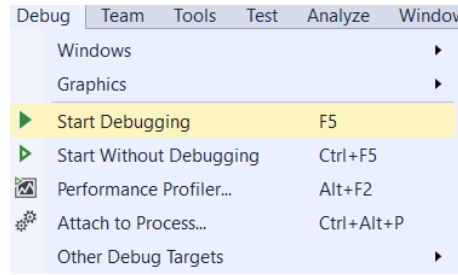 Debug Team Tools Test Analyze
Windows
Graphics
Start Debugging F5
Start Without Debugging Ctrl+F5
Performance Profiler... Alt+F2
Attach to Process... Ctrl+Alt+P
Other Debug Targets